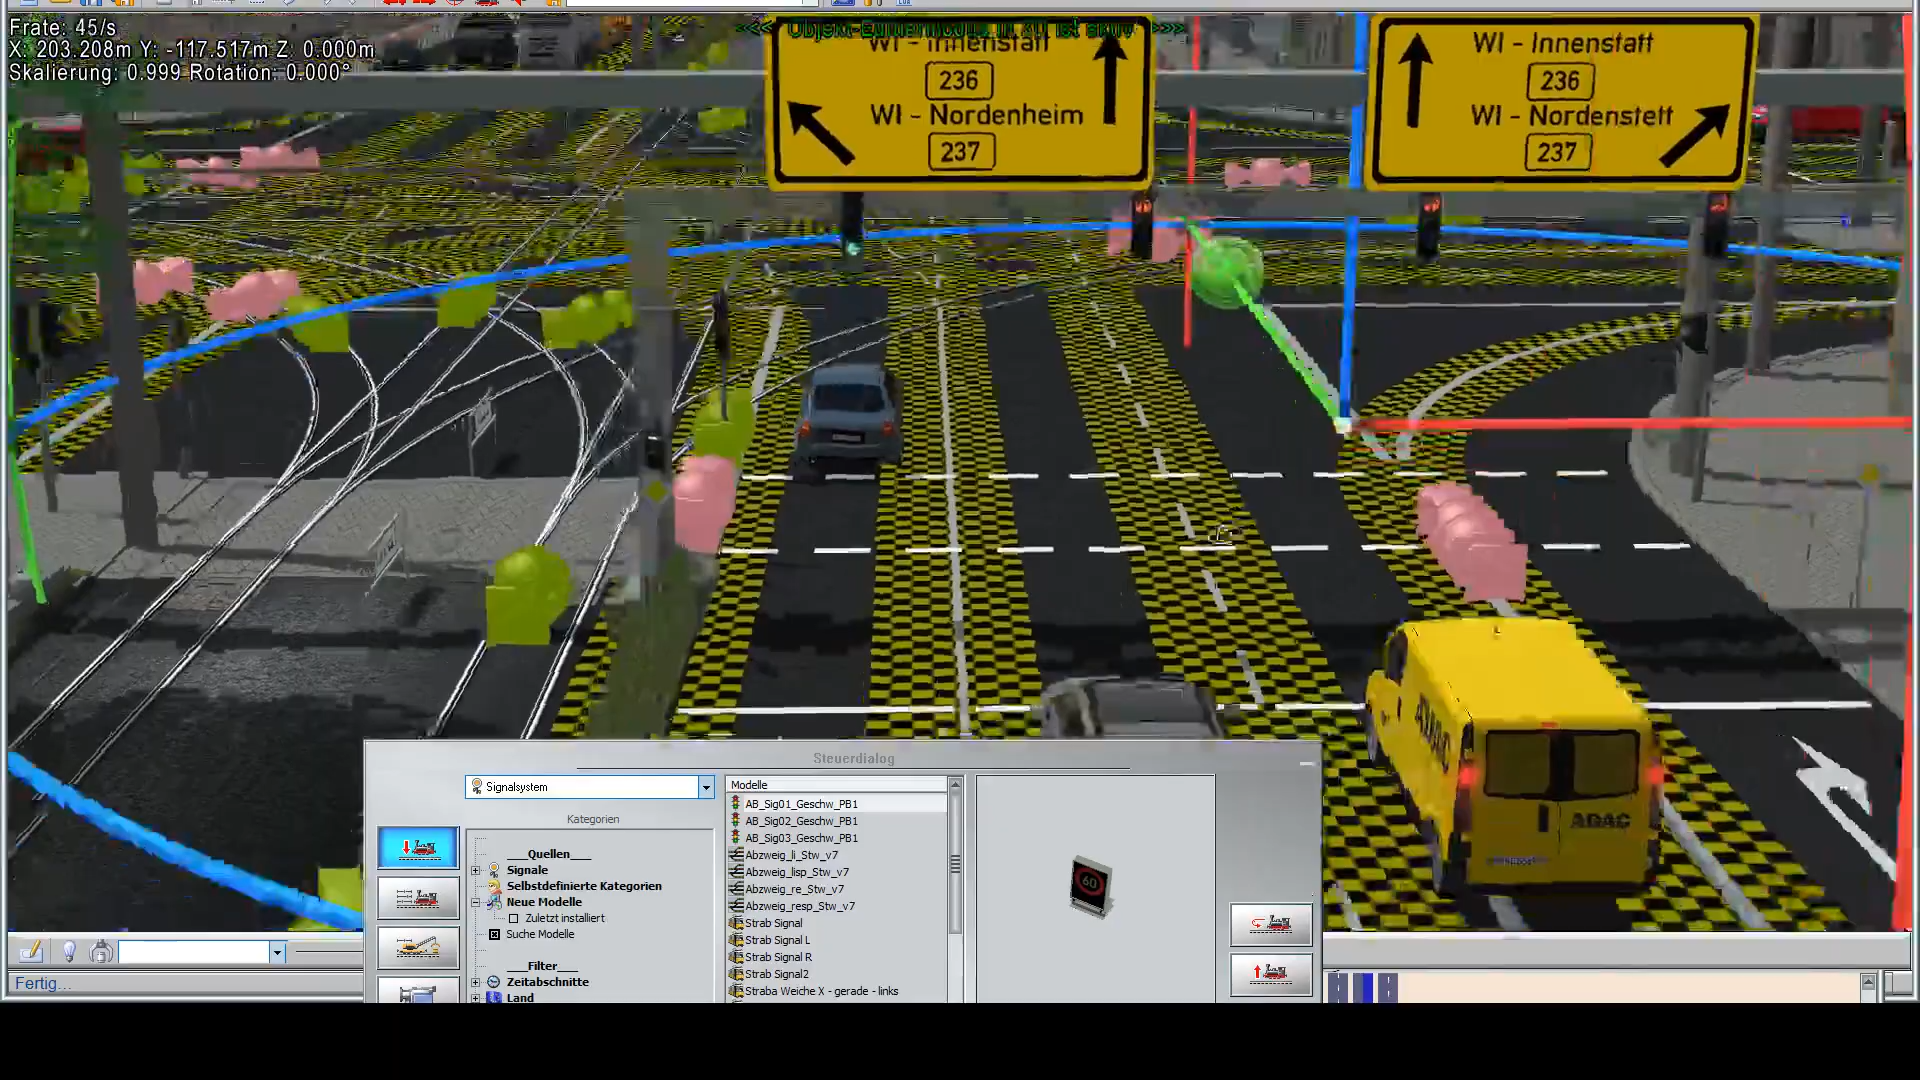 Frate: 45/s
X: 203.208m Y: -117.517m Z: 0.000m
Skalierung: 0.999 Rotation: 0.000°
WI - Innenstatt
236
WI - Nordenheim
237
WI - Innenstatt
236
WI - Nordenstett
237
ADAC
Steuerdialog
Signalsystem
Kategorien
___Quellen____
Signale
Selbstdefinierte Kategorien
Neue Modelle
Zuletzt installiert
Suche Modelle
___Filter____
Zeitabschnitte
Land
Modelle
AB_Sig01_Geschw_PB1
AB_Sig02_Geschw_PB1
AB_Sig03_Geschw_PB1
Abzweig_li_Stw_v7
Abzweig_lisp_Stw_v7
Abzweig_re_Stw_v7
Abzweig_resp_Stw_v7
Strab Signal
Strab Signal L
Strab Signal R
Strab Signal2
Straba Weiche X - gerade - links
60
Fertig...